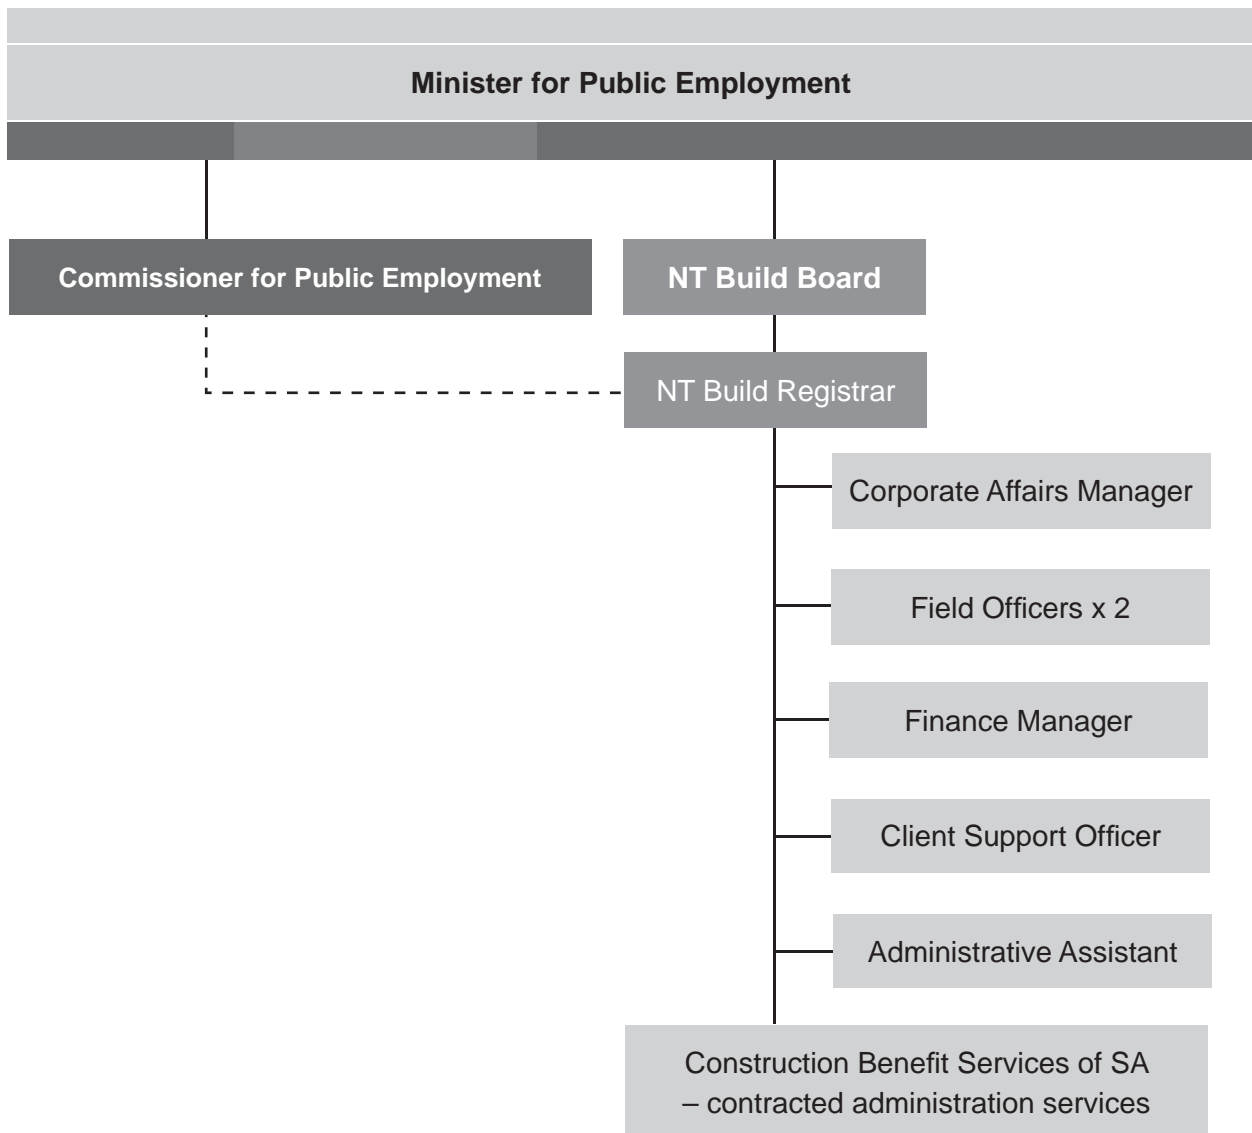 Minister for Public Employment
Commissioner for Public Employment
NT Build Board
NT Build Registrar
Corporate Affairs Manager
Field Officers x 2
Finance Manager
Client Support Officer
Administrative Assistant
Construction Benefit Services of SA
– contracted administration services